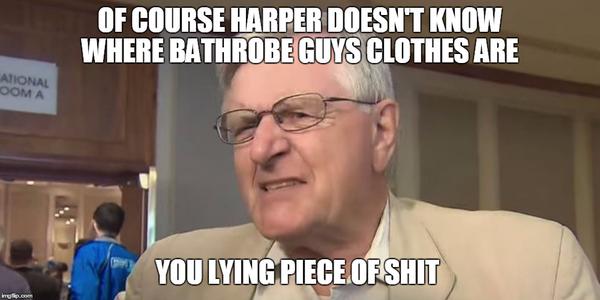 OF COURSE HARPER DOESN'T KNOW
WHERE BATHROBE GUYS CLOTHES ARE
ATIONAL
OOM A
YOU LYING PIECE OF SHIT
imgflip.com